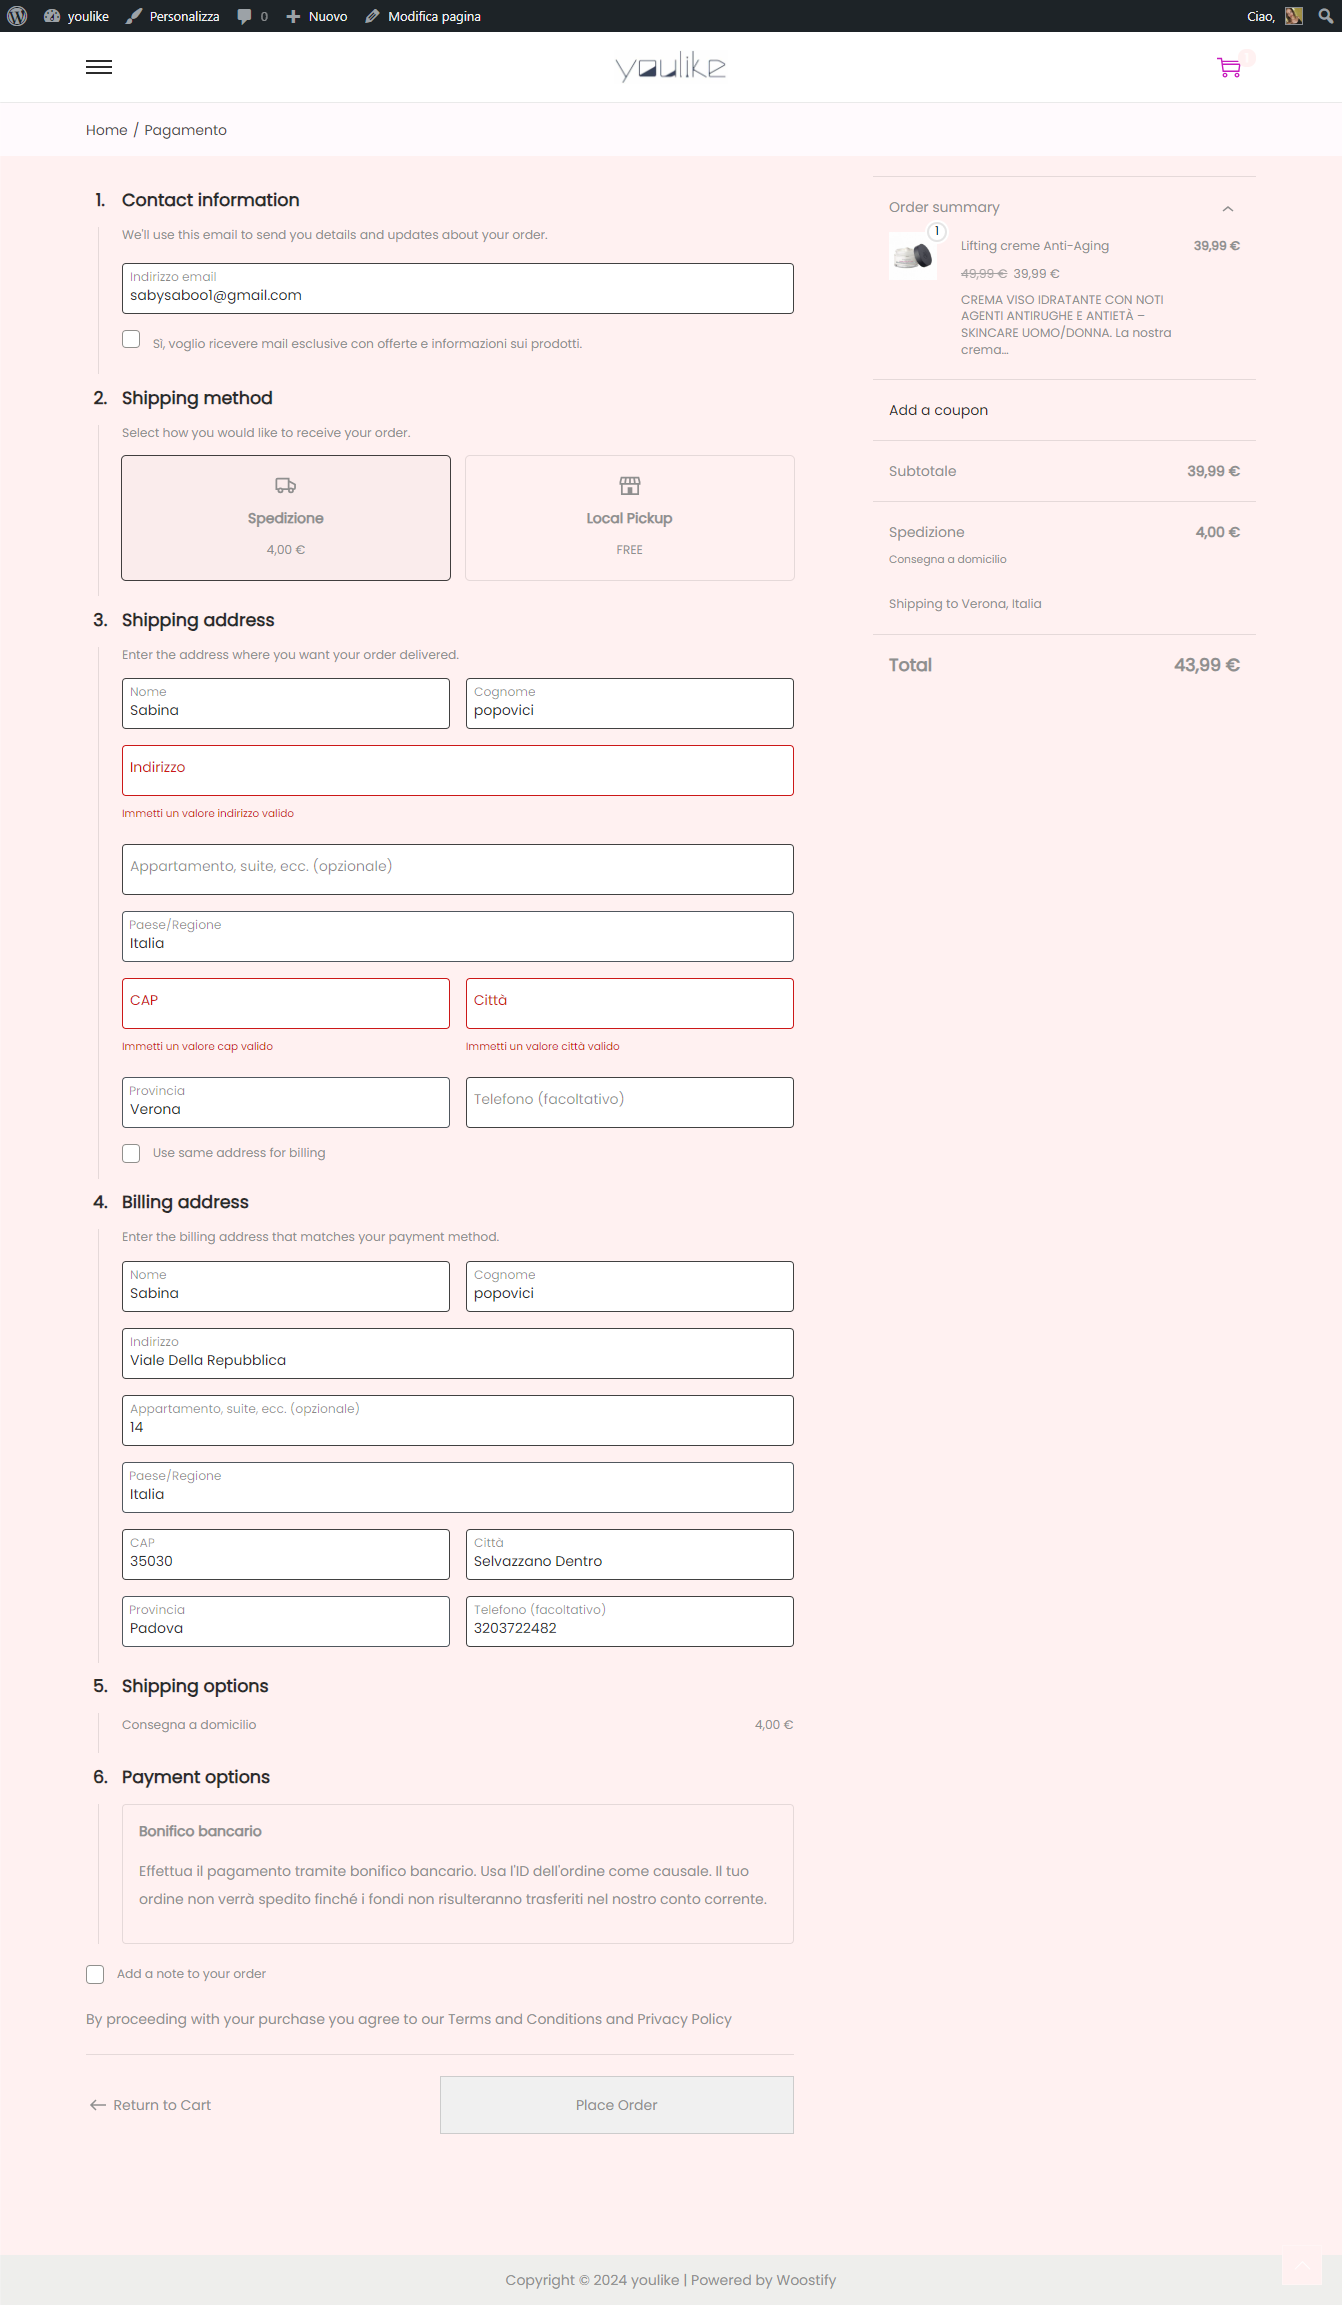 youlike
Personalizza
0
Nuovo
Modifica pagina
Ciao,
youlike
Home / Pagamento
1. Contact information
We'll use this email to send you details and updates about your order.
Indirizzo email
sabysaboo1@gmail.com
Sì, voglio ricevere mail esclusive con offerte e informazioni sui prodotti.
2. Shipping method
Select how you would like to receive your order.
Spedizione
4,00 €
Local Pickup
FREE
3. Shipping address
Enter the address where you want your order delivered.
Nome
Sabina
Cognome
popovici
Indirizzo
Immetti un valore indirizzo valido
Appartamento, suite, ecc. (opzionale)
Paese/Regione
Italia
CAP
Immetti un valore cap valido
Città
Immetti un valore città valido
Provincia
Verona
Telefono (facoltativo)
Use same address for billing
4. Billing address
Enter the billing address that matches your payment method.
Nome
Sabina
Cognome
popovici
Indirizzo
Viale Della Repubblica
Appartamento, suite, ecc. (opzionale)
14
Paese/Regione
Italia
CAP
35030
Città
Selvazzano Dentro
Provincia
Padova
Telefono (facoltativo)
3203722482
5. Shipping options
Consegna a domicilio 4,00 €
6. Payment options
Bonifico bancario
Effettua il pagamento tramite bonifico bancario. Usa l'ID dell'ordine come causale. Il tuo
ordine non verrà spedito finché i fondi non risulteranno trasferiti nel nostro conto corrente.
Add a note to your order
By proceeding with your purchase you agree to our Terms and Conditions and Privacy Policy
Return to Cart
Place Order
Order summary
1
Lifting creme Anti-Aging 39,99 €
49,99 € 39,99 €
CREMA VISO IDRATANTE CON NOTI
AGENTI ANTIRUGHE E ANTIETÀ –
SKINCARE UOMO/DONNA. La nostra
crema…
Add a coupon
Subtotale 39,99 €
Spedizione 4,00 €
Consegna a domicilio
Shipping to Verona, Italia
Total 43,99 €
Copyright © 2024 youlike | Powered by Woostify